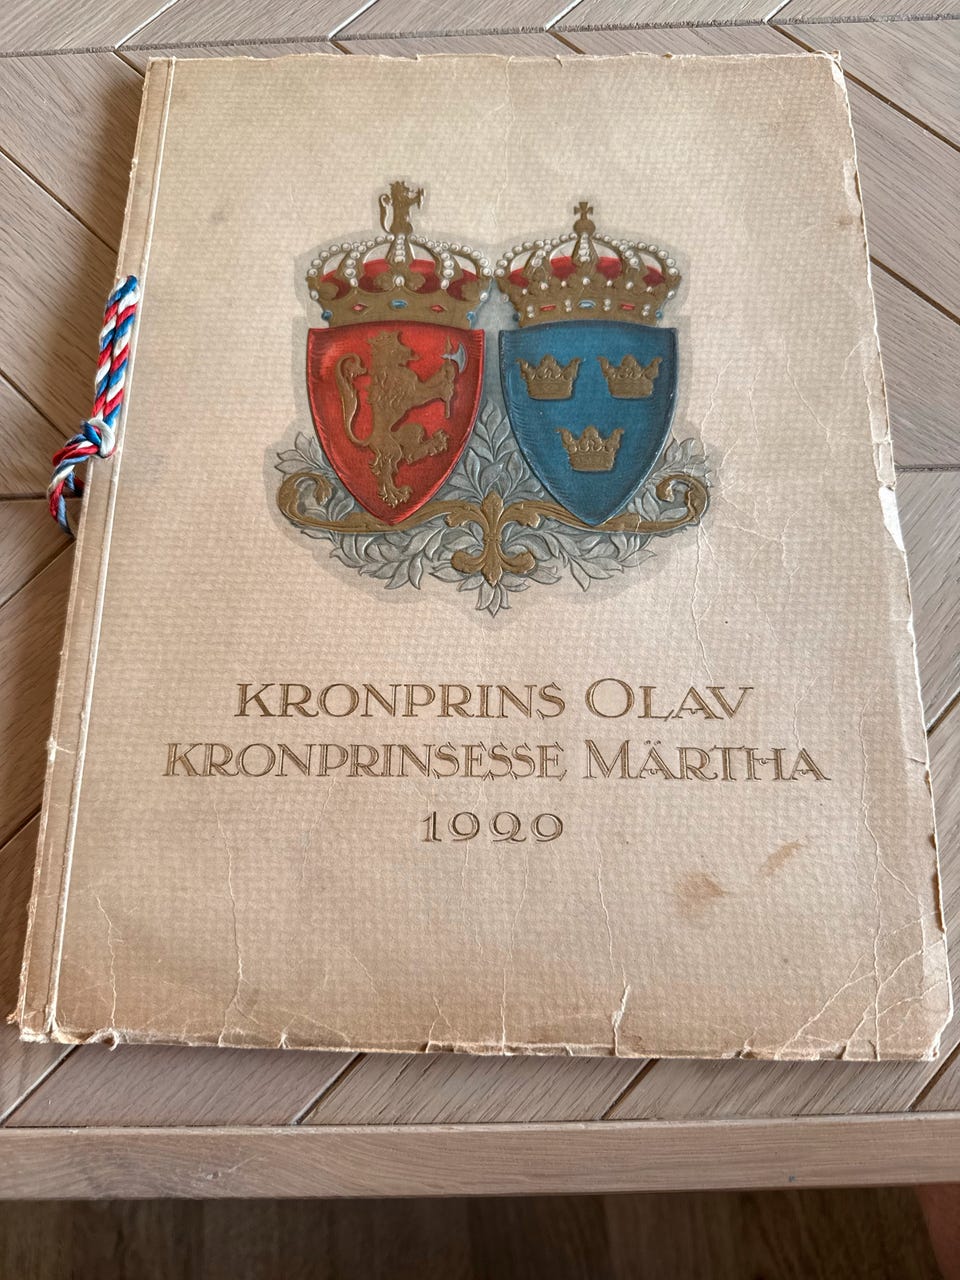 KRONPRINS OLAV
KRONPRINSESSE MÄRTHA
1929